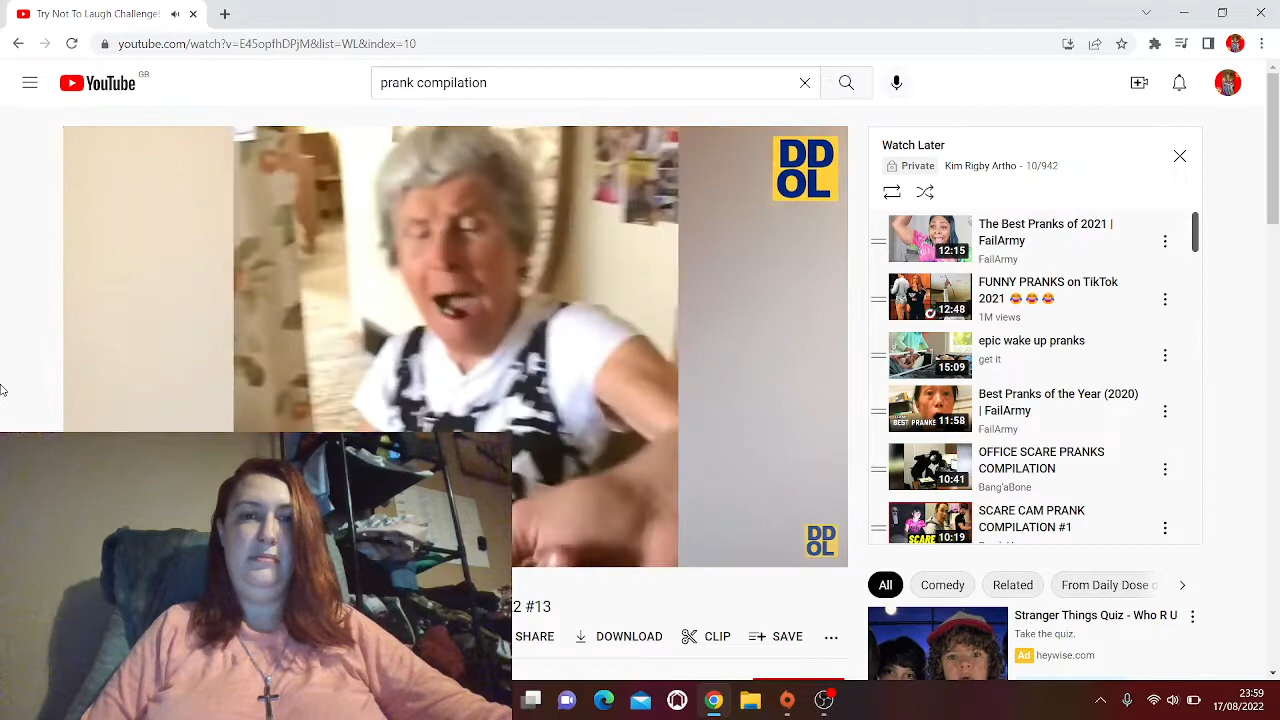 Try Not To Laugh Challenge!
youtube.com/watch?v=E45opfhDPjM&list=WL&index=10
YouTube GB
prank compilation
DD
OL
DD
OL
2 #13
SHARE
DOWNLOAD
CLIP
SAVE
Watch Later
Private
Kim Rigby Artho - 10/942
12:15
The Best Pranks of 2021 |
FailArmy
FailArmy
12:48
FUNNY PRANKS on TikTok
2021 😂😂😂
1M views
15:09
epic wake up pranks
get it
BEST PRANKS
11:58
Best Pranks of the Year (2020)
| FailArmy
FailArmy
10:41
OFFICE SCARE PRANKS
COMPILATION
Bang'aBone
SCARE
10:19
SCARE CAM PRANK
COMPILATION #1
All
Comedy
Related
From Daily Dose o
Stranger Things Quiz - Who R U
Take the quiz.
Ad heywise.com
23:59
17/08/2022